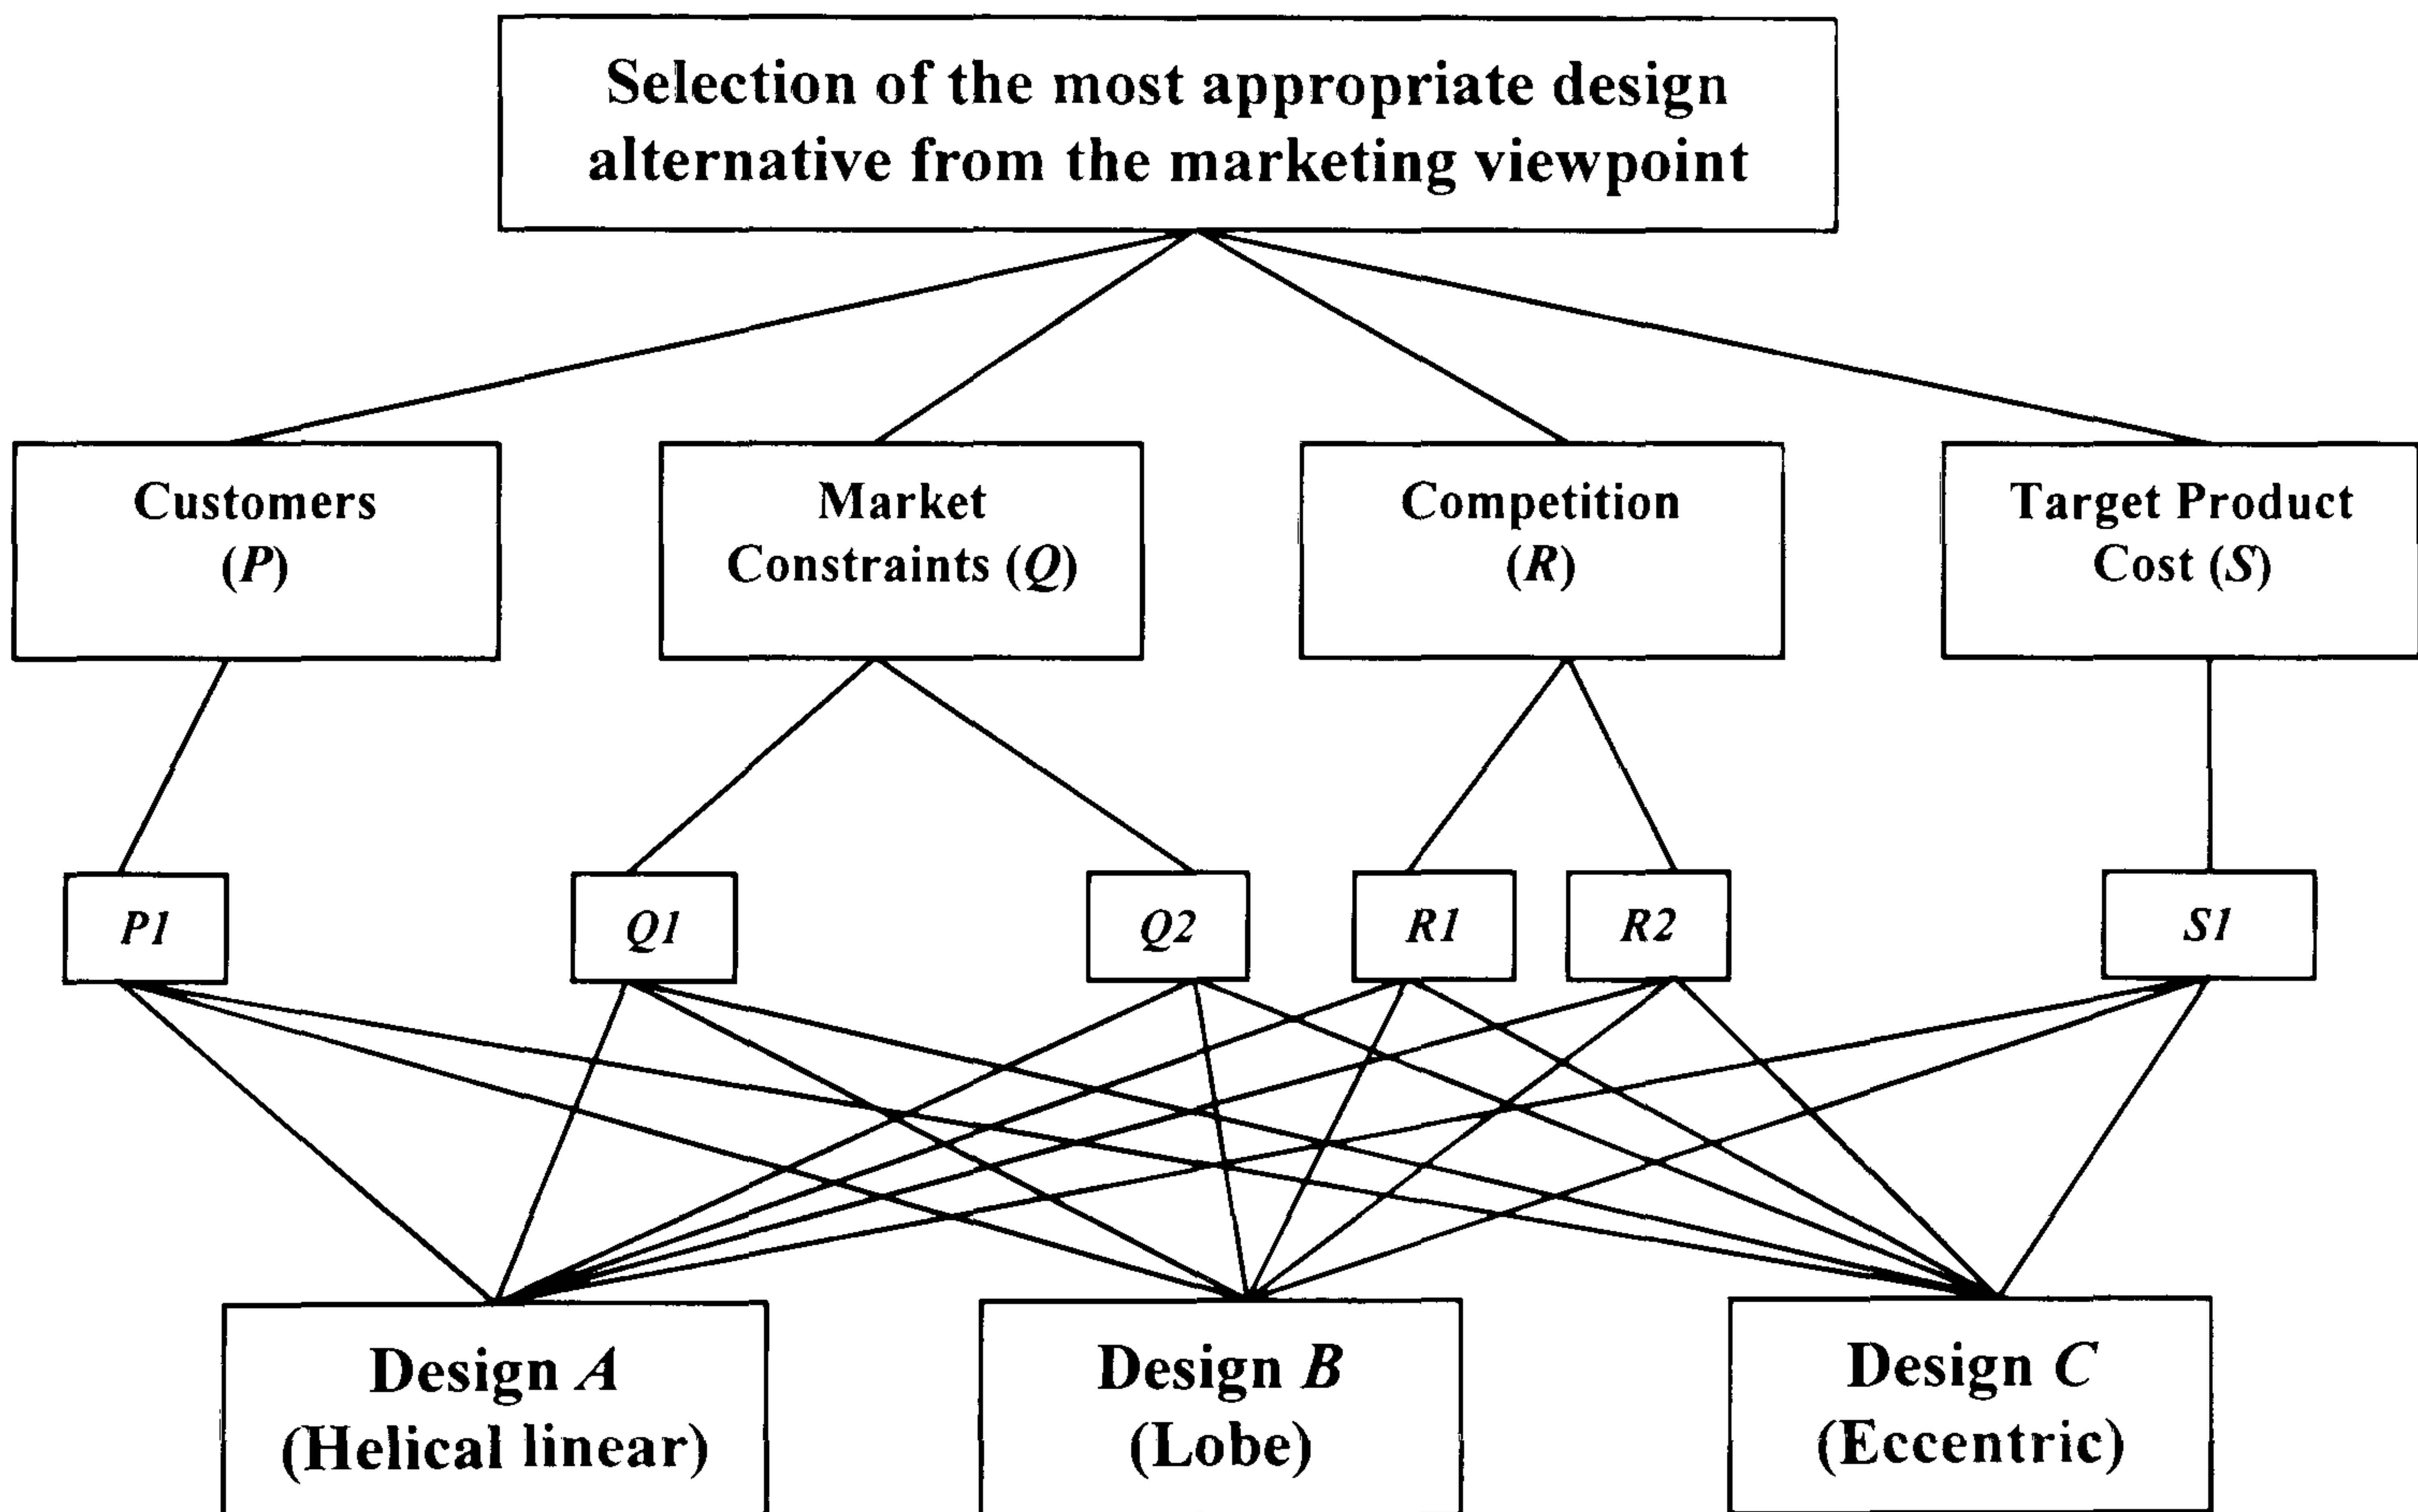 Selection of the most appropriate design
alternative from the marketing viewpoint
Customers
(P)
Market
Constraints (Q)
Competition
(R)
Target Product
Cost (S)
P1
Q1
Q2
R1
R2
S1
Design A
(Helical linear)
Design B
(Lobe)
Design C
(Eccentric)